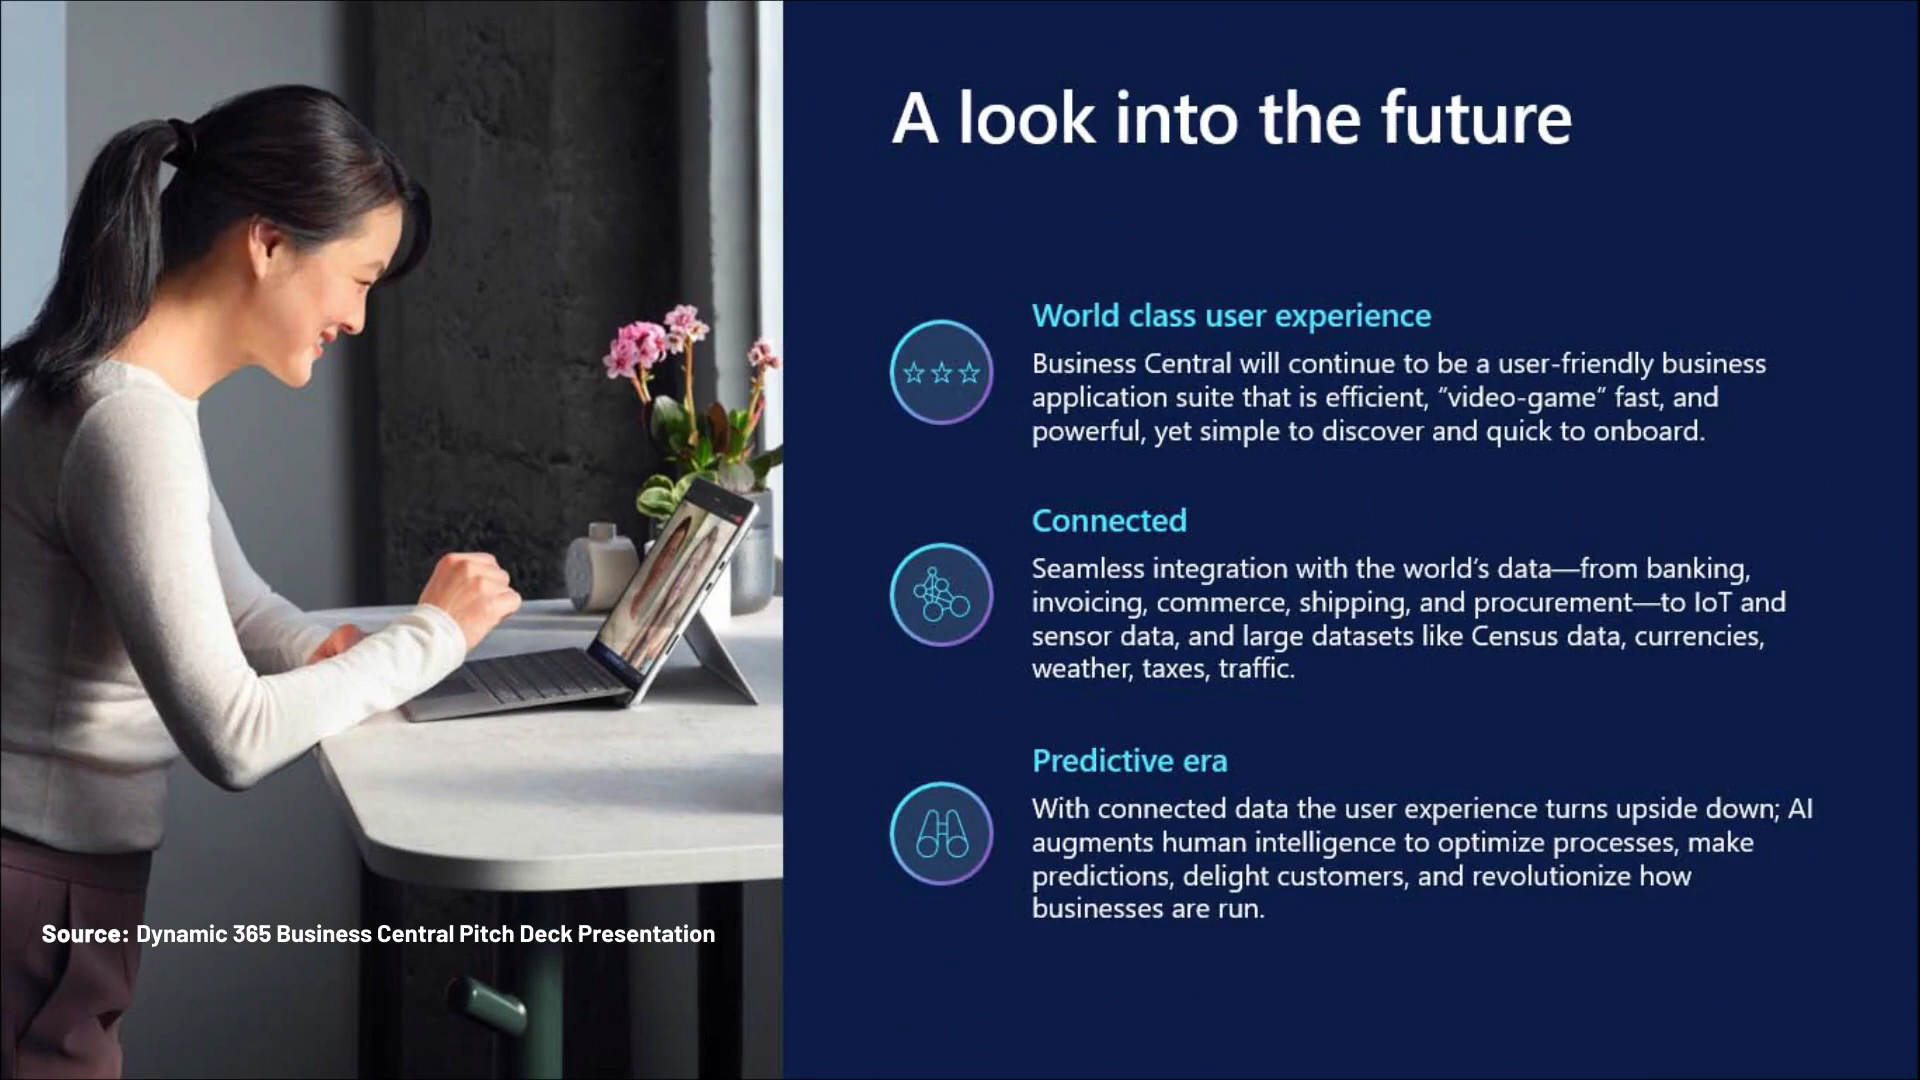 A look into the future
World class user experience
Business Central will continue to be a user-friendly business
application suite that is efficient, “video-game” fast, and
powerful, yet simple to discover and quick to onboard.
Connected
Seamless integration with the world’s data—from banking,
invoicing, commerce, shipping, and procurement—to IoT and
sensor data, and large datasets like Census data, currencies,
weather, taxes, traffic.
Predictive era
With connected data the user experience turns upside down; AI
augments human intelligence to optimize processes, make
predictions, delight customers, and revolutionize how
businesses are run.
Source: Dynamic 365 Business Central Pitch Deck Presentation